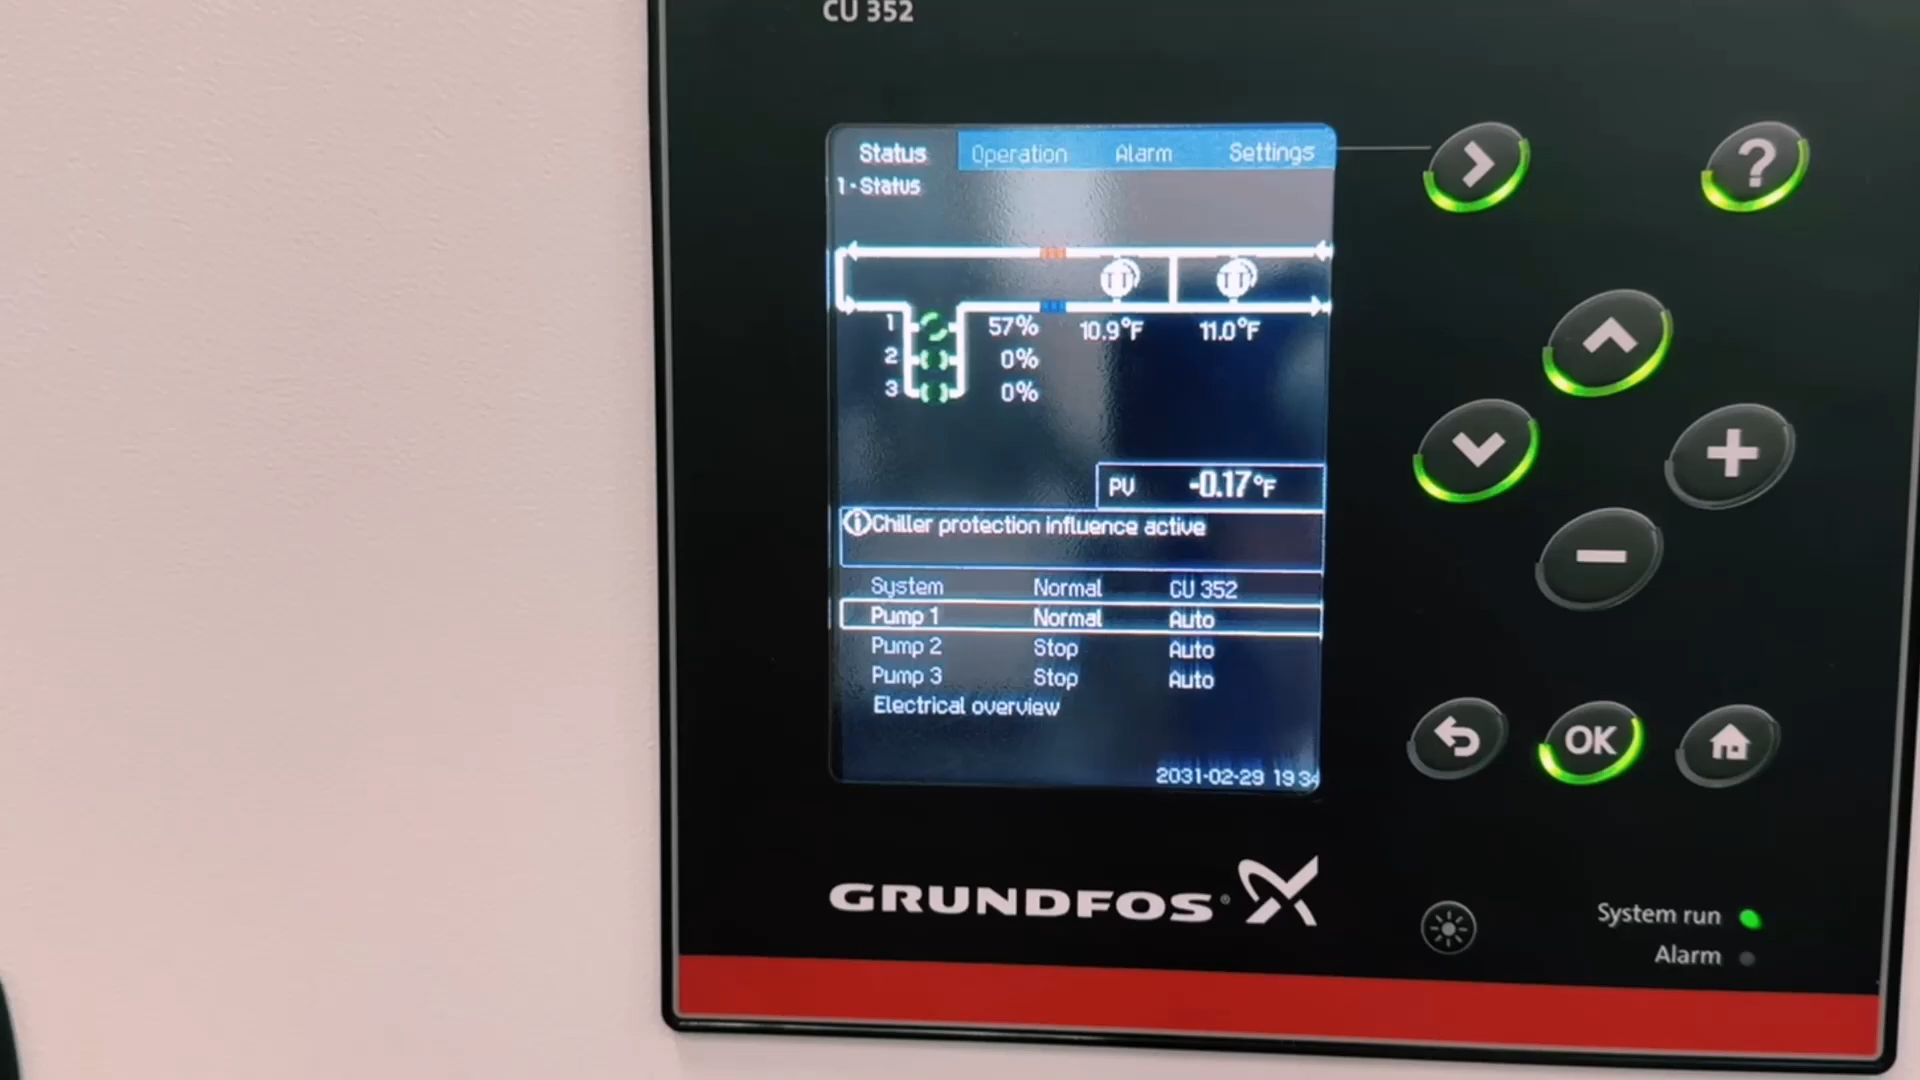 CU 352
Status Operation Alarm Settings
1 - Status
1 57% 10.9°F 11.0°F
2 0%
3 0%
PV -0.17°F
Chiller protection influence active
System Normal CU 352
Pump 1 Normal Auto
Pump 2 Stop Auto
Pump 3 Stop Auto
Electrical overview
2031-02-29 19:34
?
OK
GRUNDFOS®
System run
Alarm